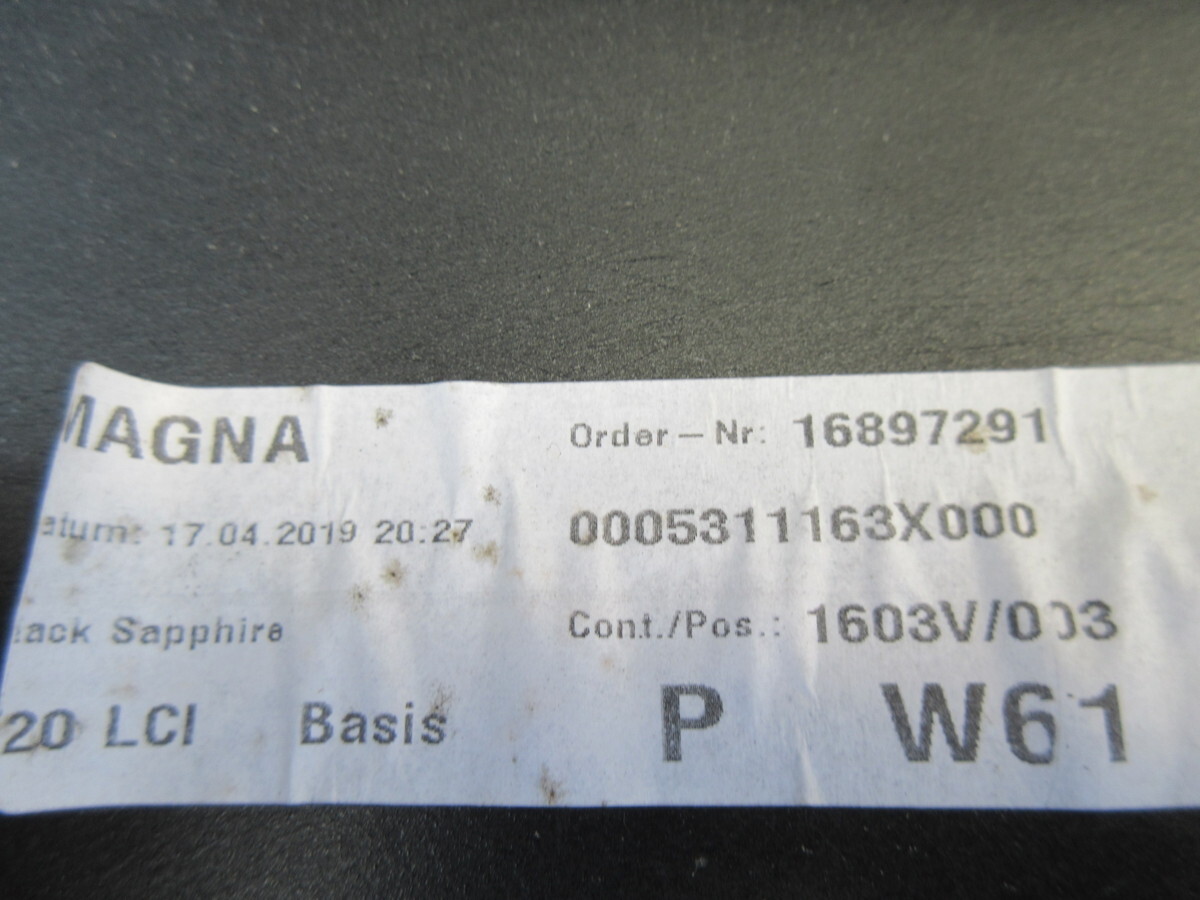 MAGNA
Order-Nr: 16897291
atum: 17.04.2019 20:27
0005311163X000
ack Sapphire
Cont./Pos.: 1603V/003
20 LCI Basis
P W61